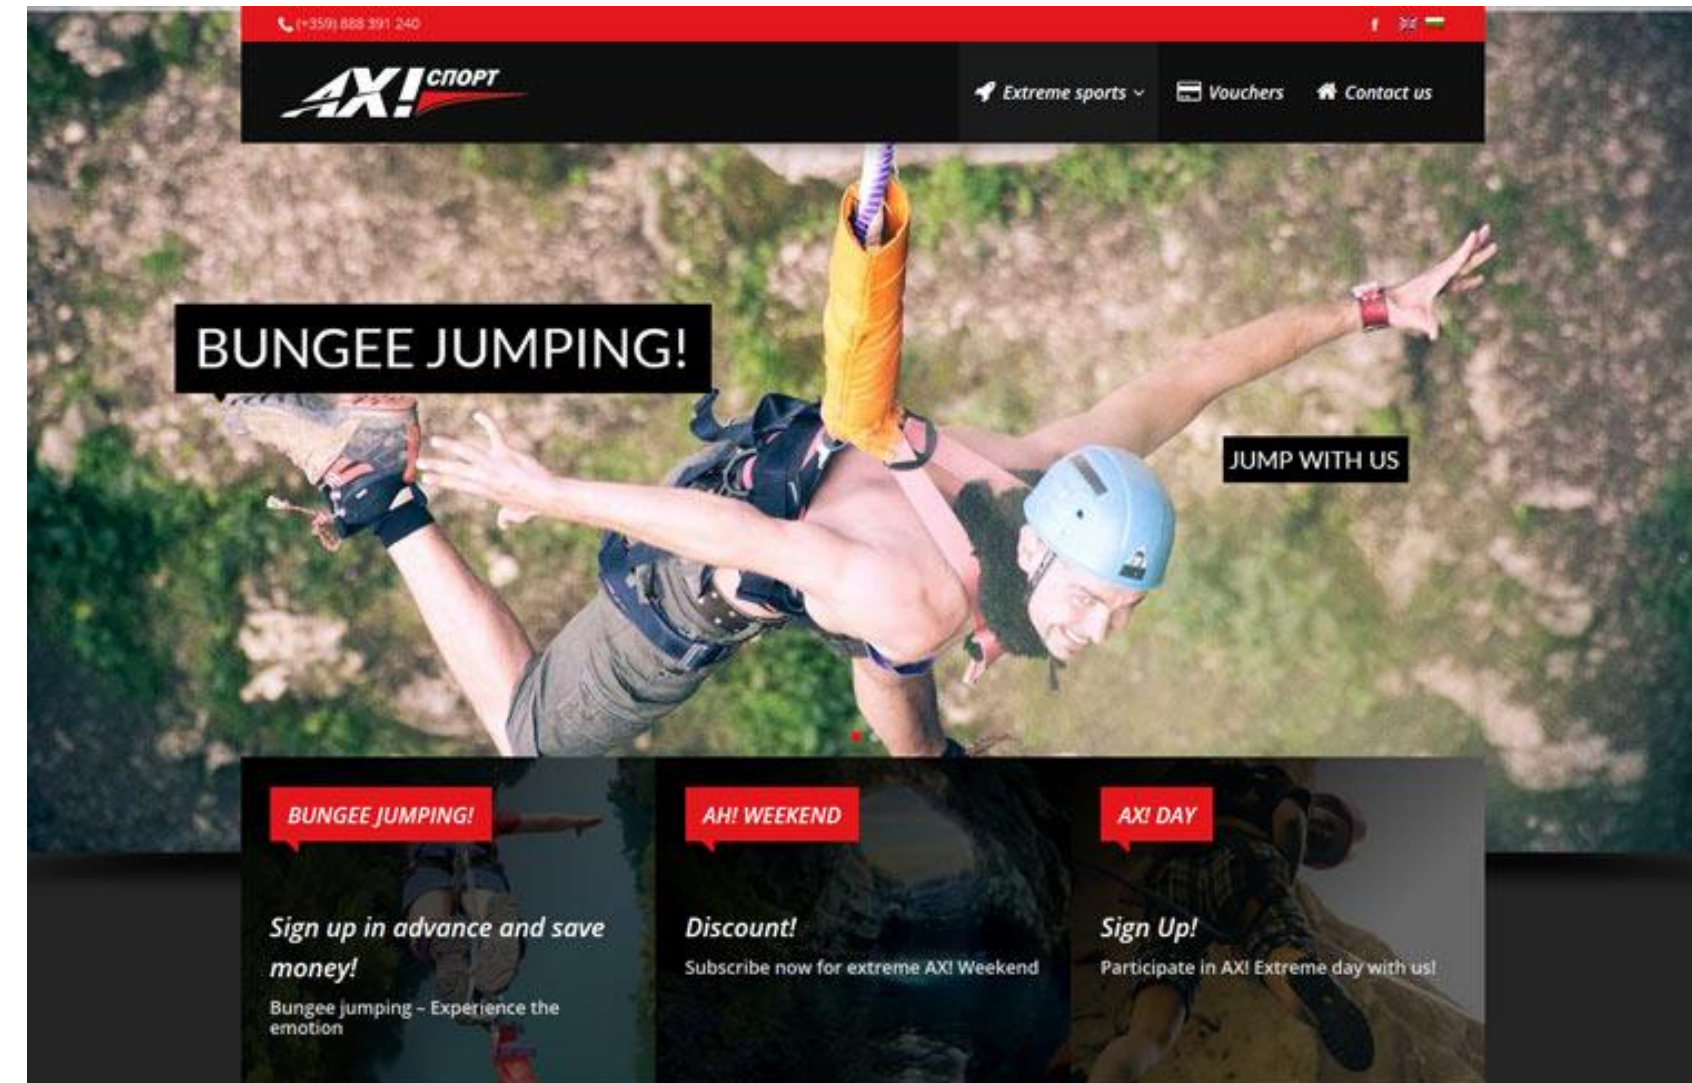 (+359) 888 391 240
AX! СПОРТ
Extreme sports
Vouchers
Contact us
BUNGEE JUMPING!
JUMP WITH US
BUNGEE JUMPING!
Sign up in advance and save
money!
Bungee jumping – Experience the
emotion
AH! WEEKEND
Discount!
Subscribe now for extreme AX! Weekend
AX! DAY
Sign Up!
Participate in AX! Extreme day with us!